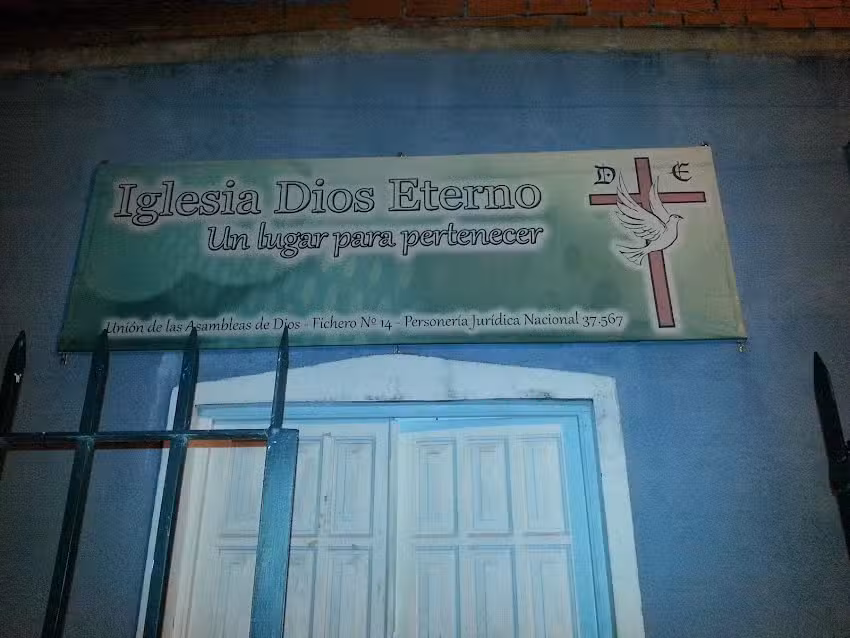 Iglesia Dios Eterno
Un lugar para pertenecer
D E
Unión de las Asambleas de Dios - Fichero Nº 14 - Personería Jurídica Nacional 37.567